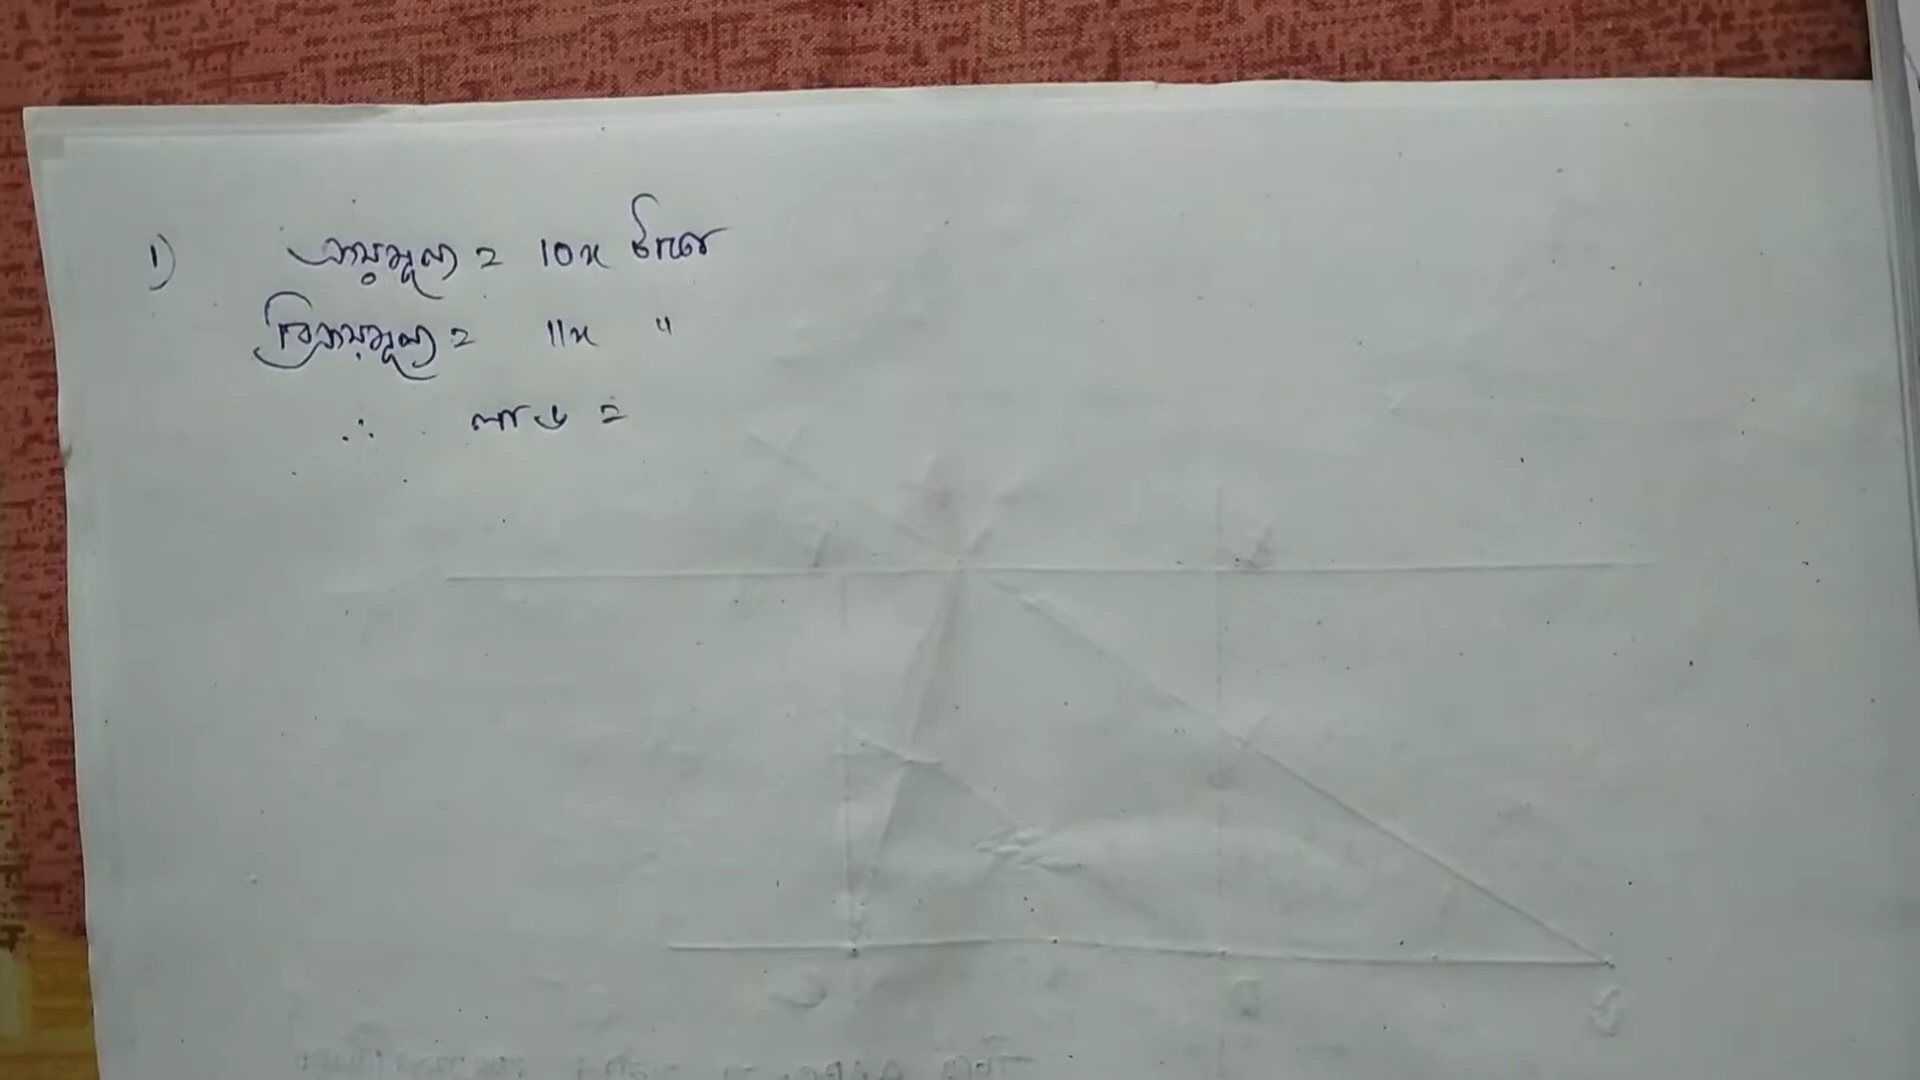 1) ক্রয়মূল্য = 10x টাকা
বিক্রয়মূল্য = 11x "
∴ লাভ =